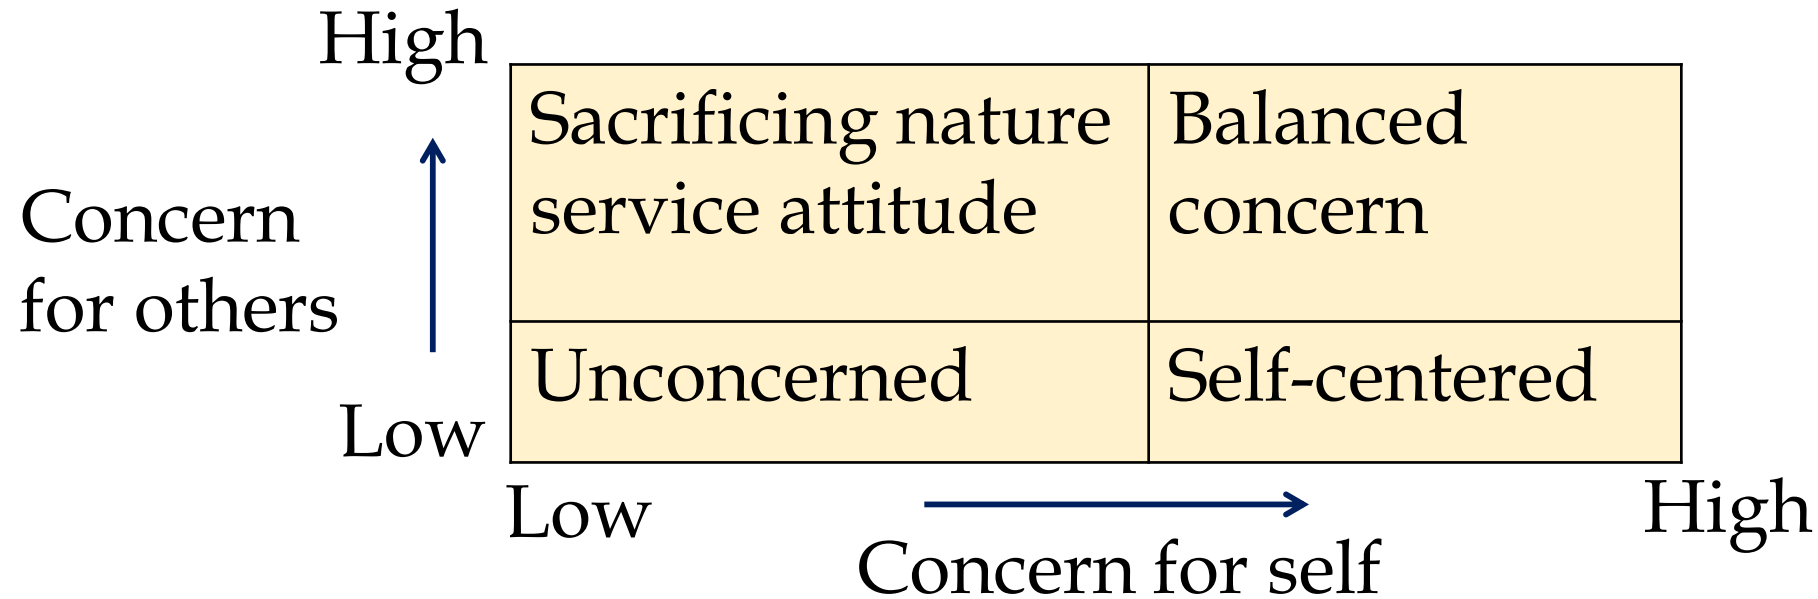 High
Sacrificing nature
service attitude
Balanced
concern
Concern
for others
Unconcerned
Self-centered
Low
Low
High
Concern for self